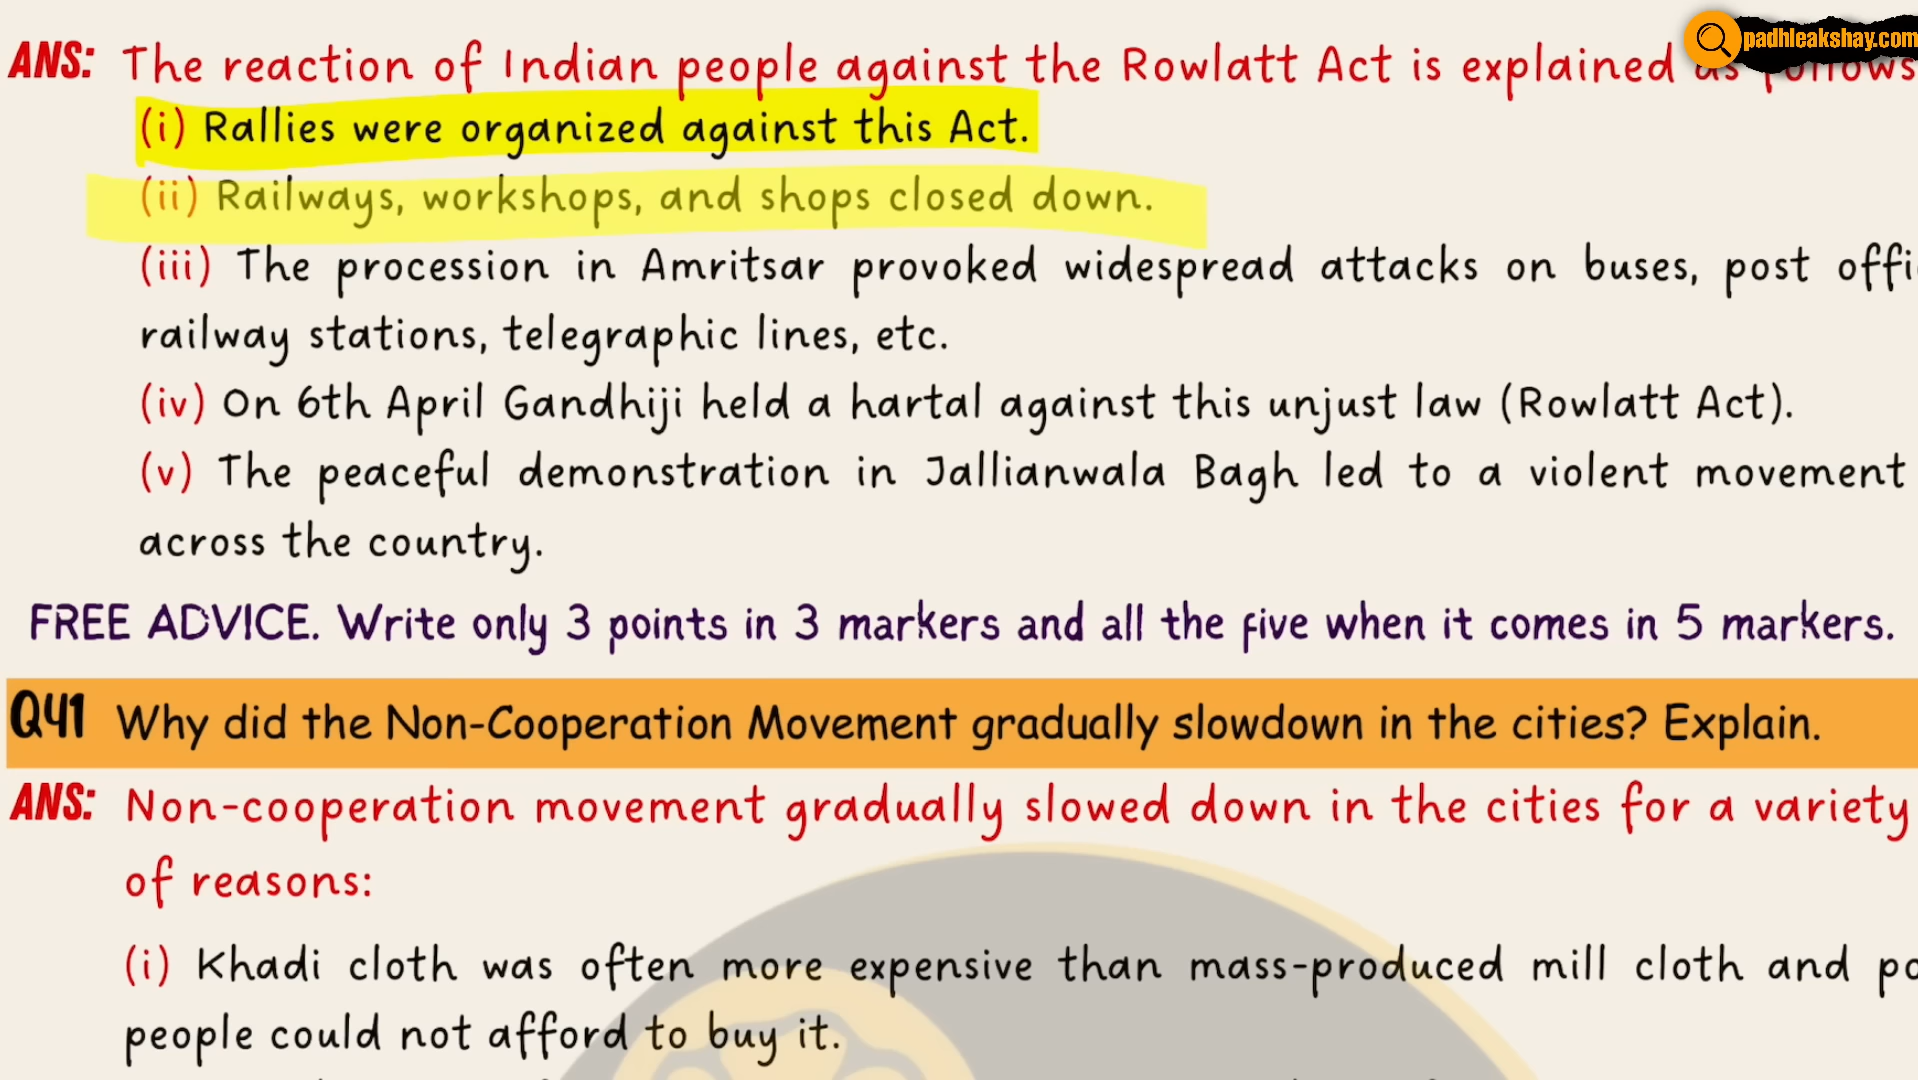 padhleakshay.com
ANS: The reaction of Indian people against the Rowlatt Act is explained as follows
(i) Rallies were organized against this Act.
(ii) Railways, workshops, and shops closed down.
(iii) The procession in Amritsar provoked widespread attacks on buses, post offi
railway stations, telegraphic lines, etc.
(iv) On 6th April Gandhiji held a hartal against this unjust law (Rowlatt Act).
(v) The peaceful demonstration in Jallianwala Bagh led to a violent movement
across the country.
FREE ADVICE. Write only 3 points in 3 markers and all the five when it comes in 5 markers.
Q41 Why did the Non-Cooperation Movement gradually slowdown in the cities? Explain.
ANS: Non-cooperation movement gradually slowed down in the cities for a variety
of reasons:
(i) Khadi cloth was often more expensive than mass-produced mill cloth and po
people could not afford to buy it.